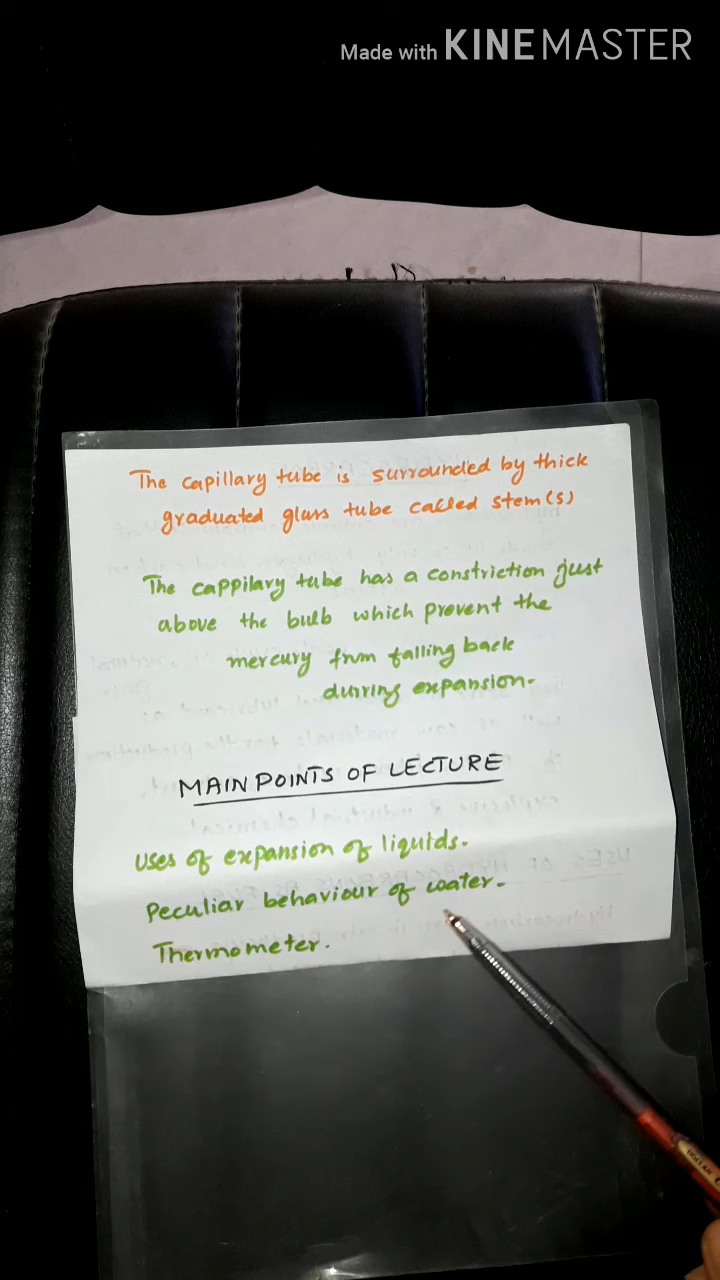 Made with KINEMASTER
The capillary tube is surrounded by thick
graduated glass tube called stem(s)
The cappilary tube has a constriction just
above the bulb which prevent the
mercury from falling back
durring expansion.
MAIN POINTS OF LECTURE
Uses of expansion of liquids.
Peculiar behaviour of water.
Thermometer.
DOLLAR